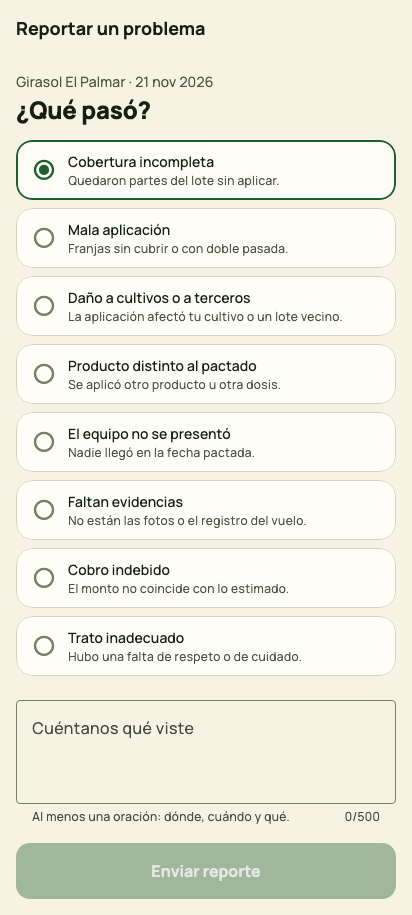 Reportar un problema
Girasol El Palmar · 21 nov 2026
¿Qué pasó?
Cobertura incompleta
Quedaron partes del lote sin aplicar.
Mala aplicación
Franjas sin cubrir o con doble pasada.
Daño a cultivos o a terceros
La aplicación afectó tu cultivo o un lote vecino.
Producto distinto al pactado
Se aplicó otro producto u otra dosis.
El equipo no se presentó
Nadie llegó en la fecha pactada.
Faltan evidencias
No están las fotos o el registro del vuelo.
Cobro indebido
El monto no coincide con lo estimado.
Trato inadecuado
Hubo una falta de respeto o de cuidado.
Cuéntanos qué viste
Al menos una oración: dónde, cuándo y qué. 0/500
Enviar reporte